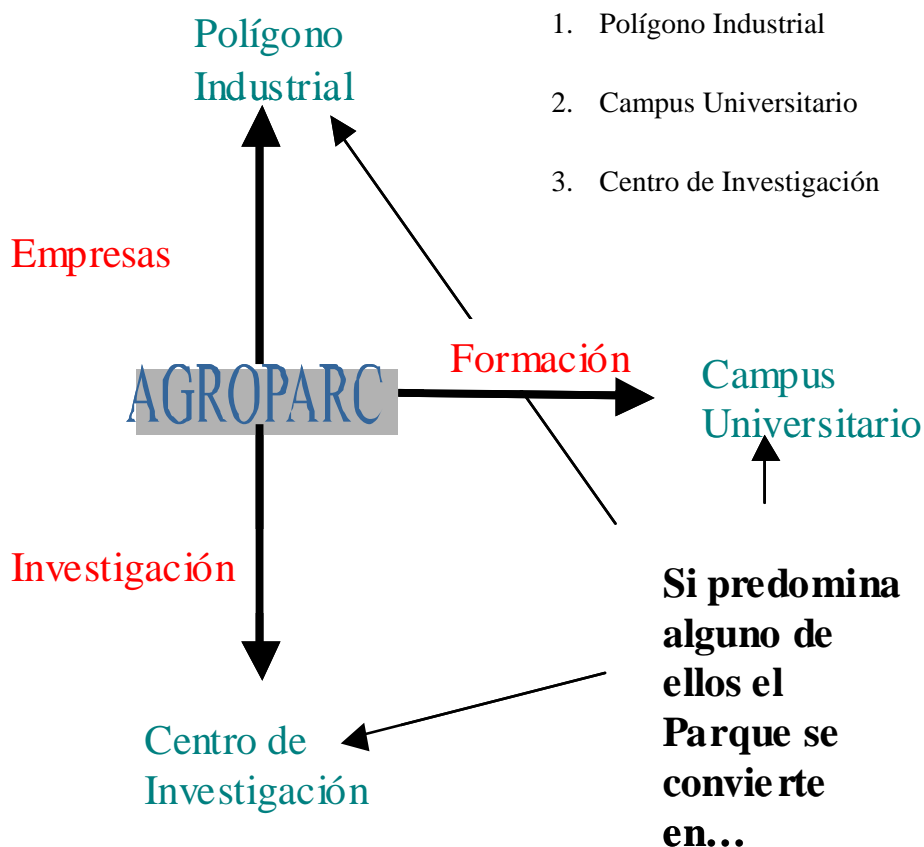 Polígono
Industrial
1. Polígono Industrial
2. Campus Universitario
3. Centro de Investigación
Empresas
Formación
AGROPARC
Campus
Universitario
Investigación
Si predomina
alguno de
ellos el
Parque se
convierte
en...
Centro de
Investigación